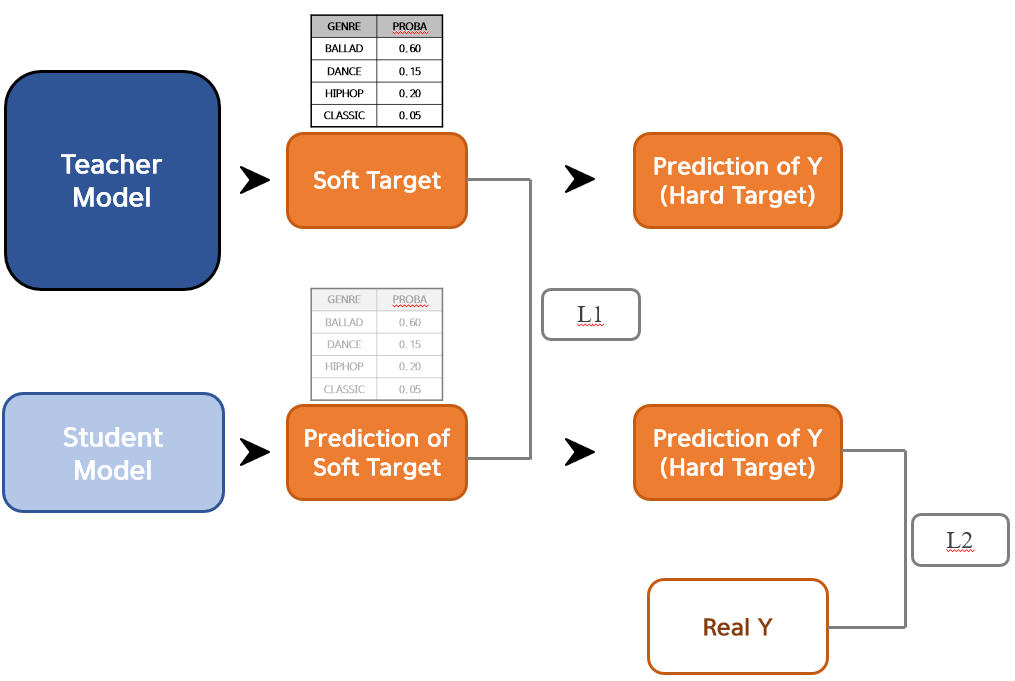 GENRE PROBA
BALLAD 0.60
DANCE 0.15
HIPHOP 0.20
CLASSIC 0.05
Teacher
Model
Soft Target
Prediction of Y
(Hard Target)
L1
GENRE PROBA
BALLAD 0.60
DANCE 0.15
HIPHOP 0.20
CLASSIC 0.05
Student
Model
Prediction of
Soft Target
Prediction of Y
(Hard Target)
L2
Real Y